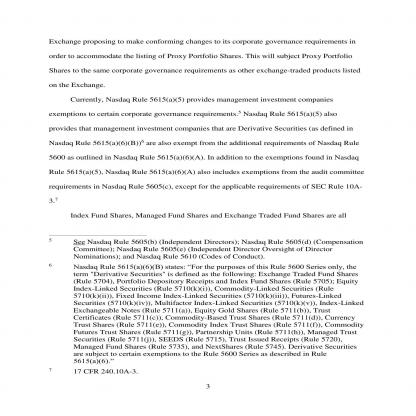 Exchange proposing to make conforming changes to its corporate governance requirements in
order to accommodate the listing of Proxy Portfolio Shares. This will subject Proxy Portfolio
Shares to the same corporate governance requirements as other exchange-traded products listed
on the Exchange.
Currently, Nasdaq Rule 5615(a)(5) provides management investment companies
exemptions to certain corporate governance requirements.5 Nasdaq Rule 5615(a)(5) also
provides that management investment companies that are Derivative Securities (as defined in
Nasdaq Rule 5615(a)(6)(B))6 are also exempt from the additional requirements of Nasdaq Rule
5600 as outlined in Nasdaq Rule 5615(a)(6)(A). In addition to the exemptions found in Nasdaq
Rule 5615(a)(5), Nasdaq Rule 5615(a)(6)(A) also includes exemptions from the audit committee
requirements in Nasdaq Rule 5605(c), except for the applicable requirements of SEC Rule 10A-
3.7
Index Fund Shares, Managed Fund Shares and Exchange Traded Fund Shares are all
5 See Nasdaq Rule 5605(b) (Independent Directors); Nasdaq Rule 5605(d) (Compensation
Committee); Nasdaq Rule 5605(e) (Independent Director Oversight of Director
Nominations); and Nasdaq Rule 5610 (Codes of Conduct).
6 Nasdaq Rule 5615(a)(6)(B) states: "For the purposes of this Rule 5600 Series only, the
term "Derivative Securities" is defined as the following: Exchange Traded Fund Shares
(Rule 5704), Portfolio Depository Receipts and Index Fund Shares (Rule 5705); Equity
Index-Linked Securities (Rule 5710(k)(i)), Commodity-Linked Securities (Rule
5710(k)(ii)), Fixed Income Index-Linked Securities (5710(k)(iii)), Futures-Linked
Securities (5710(k)(iv)), Multifactor Index-Linked Securities (5710(k)(v)), Index-Linked
Exchangeable Notes (Rule 5711(a)), Equity Gold Shares (Rule 5711(b)), Trust
Certificates (Rule 5711(c)), Commodity-Based Trust Shares (Rule 5711(d)), Currency
Trust Shares (Rule 5711(e)), Commodity Index Trust Shares (Rule 5711(f)), Commodity
Futures Trust Shares (Rule 5711(g)), Partnership Units (Rule 5711(h)), Managed Trust
Securities (Rule 5711(j)), SEEDS (Rule 5715), Trust Issued Receipts (Rule 5720),
Managed Fund Shares (Rule 5735), and NextShares (Rule 5745). Derivative Securities
are subject to certain exemptions to the Rule 5600 Series as described in Rule
5615(a)(6)."
7 17 CFR 240.10A-3.
3